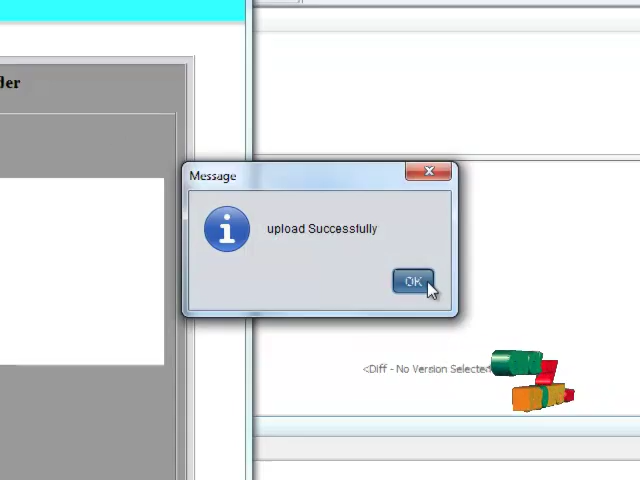 der
Message
upload Successfully
OK
<Diff - No Version Selected